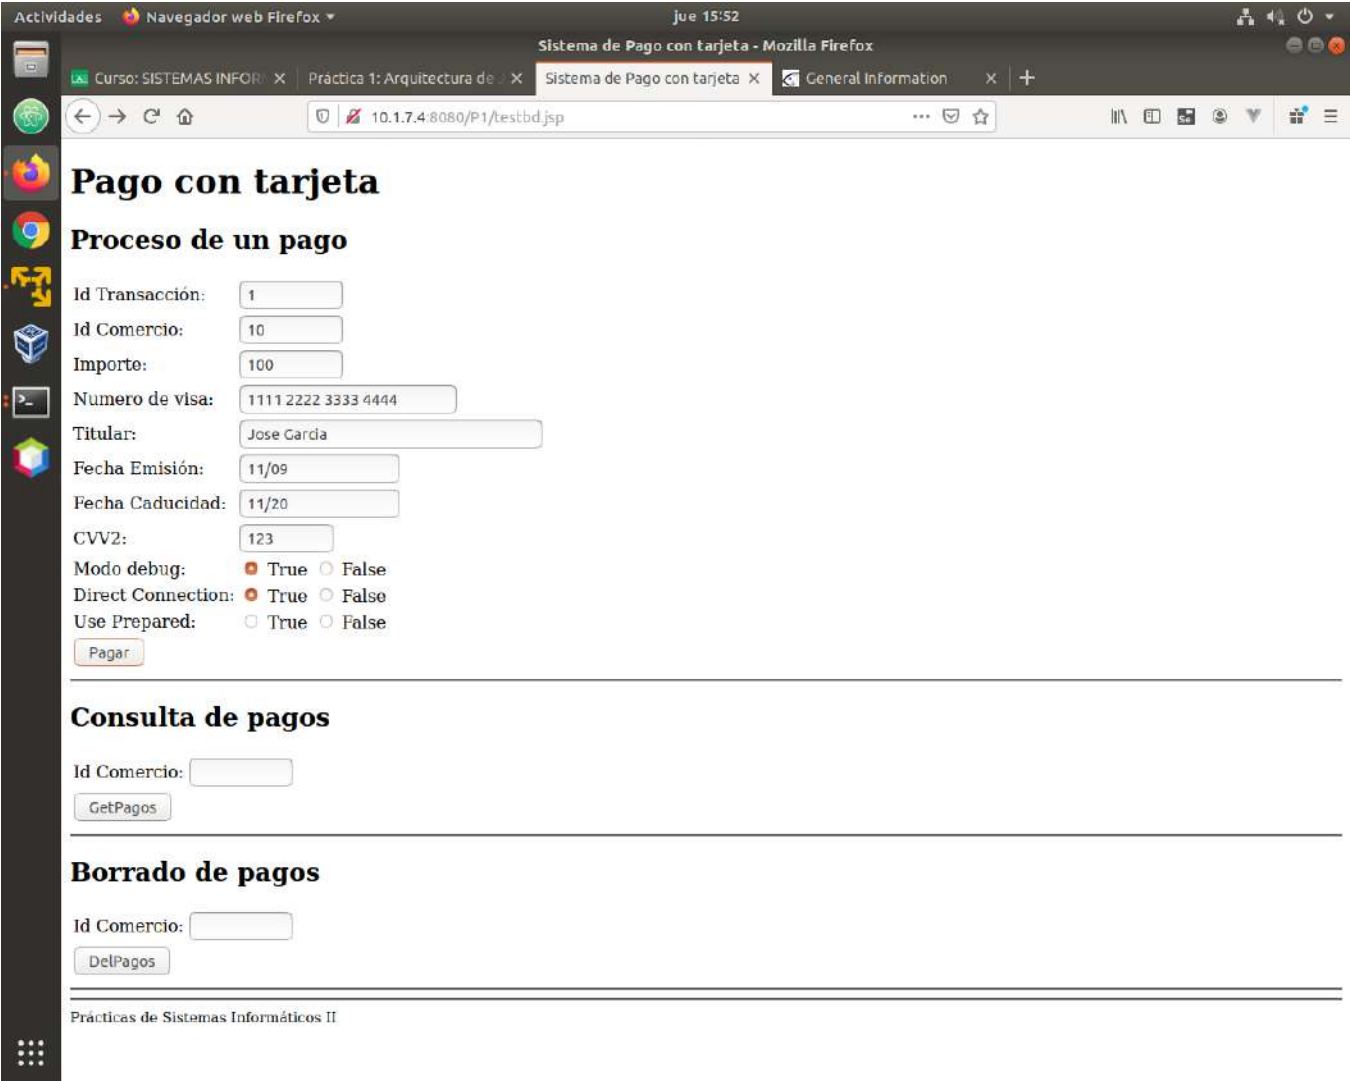 Actividades Navegador web Firefox jue 15:52
Sistema de Pago con tarjeta - Mozilla Firefox
Curso: SISTEMAS INFOR Práctica 1: Arquitectura de Sistema de Pago con tarjeta General Information
10.1.7.4:8080/P1/testbd.jsp
Pago con tarjeta
Proceso de un pago
Id Transacción: 1
Id Comercio: 10
Importe: 100
Numero de visa: 1111 2222 3333 4444
Titular: Jose Garcia
Fecha Emisión: 11/09
Fecha Caducidad: 11/20
CVV2: 123
Modo debug: True False
Direct Connection: True False
Use Prepared: True False
Pagar
Consulta de pagos
Id Comercio:
GetPagos
Borrado de pagos
Id Comercio:
DelPagos
Prácticas de Sistemas Informáticos II